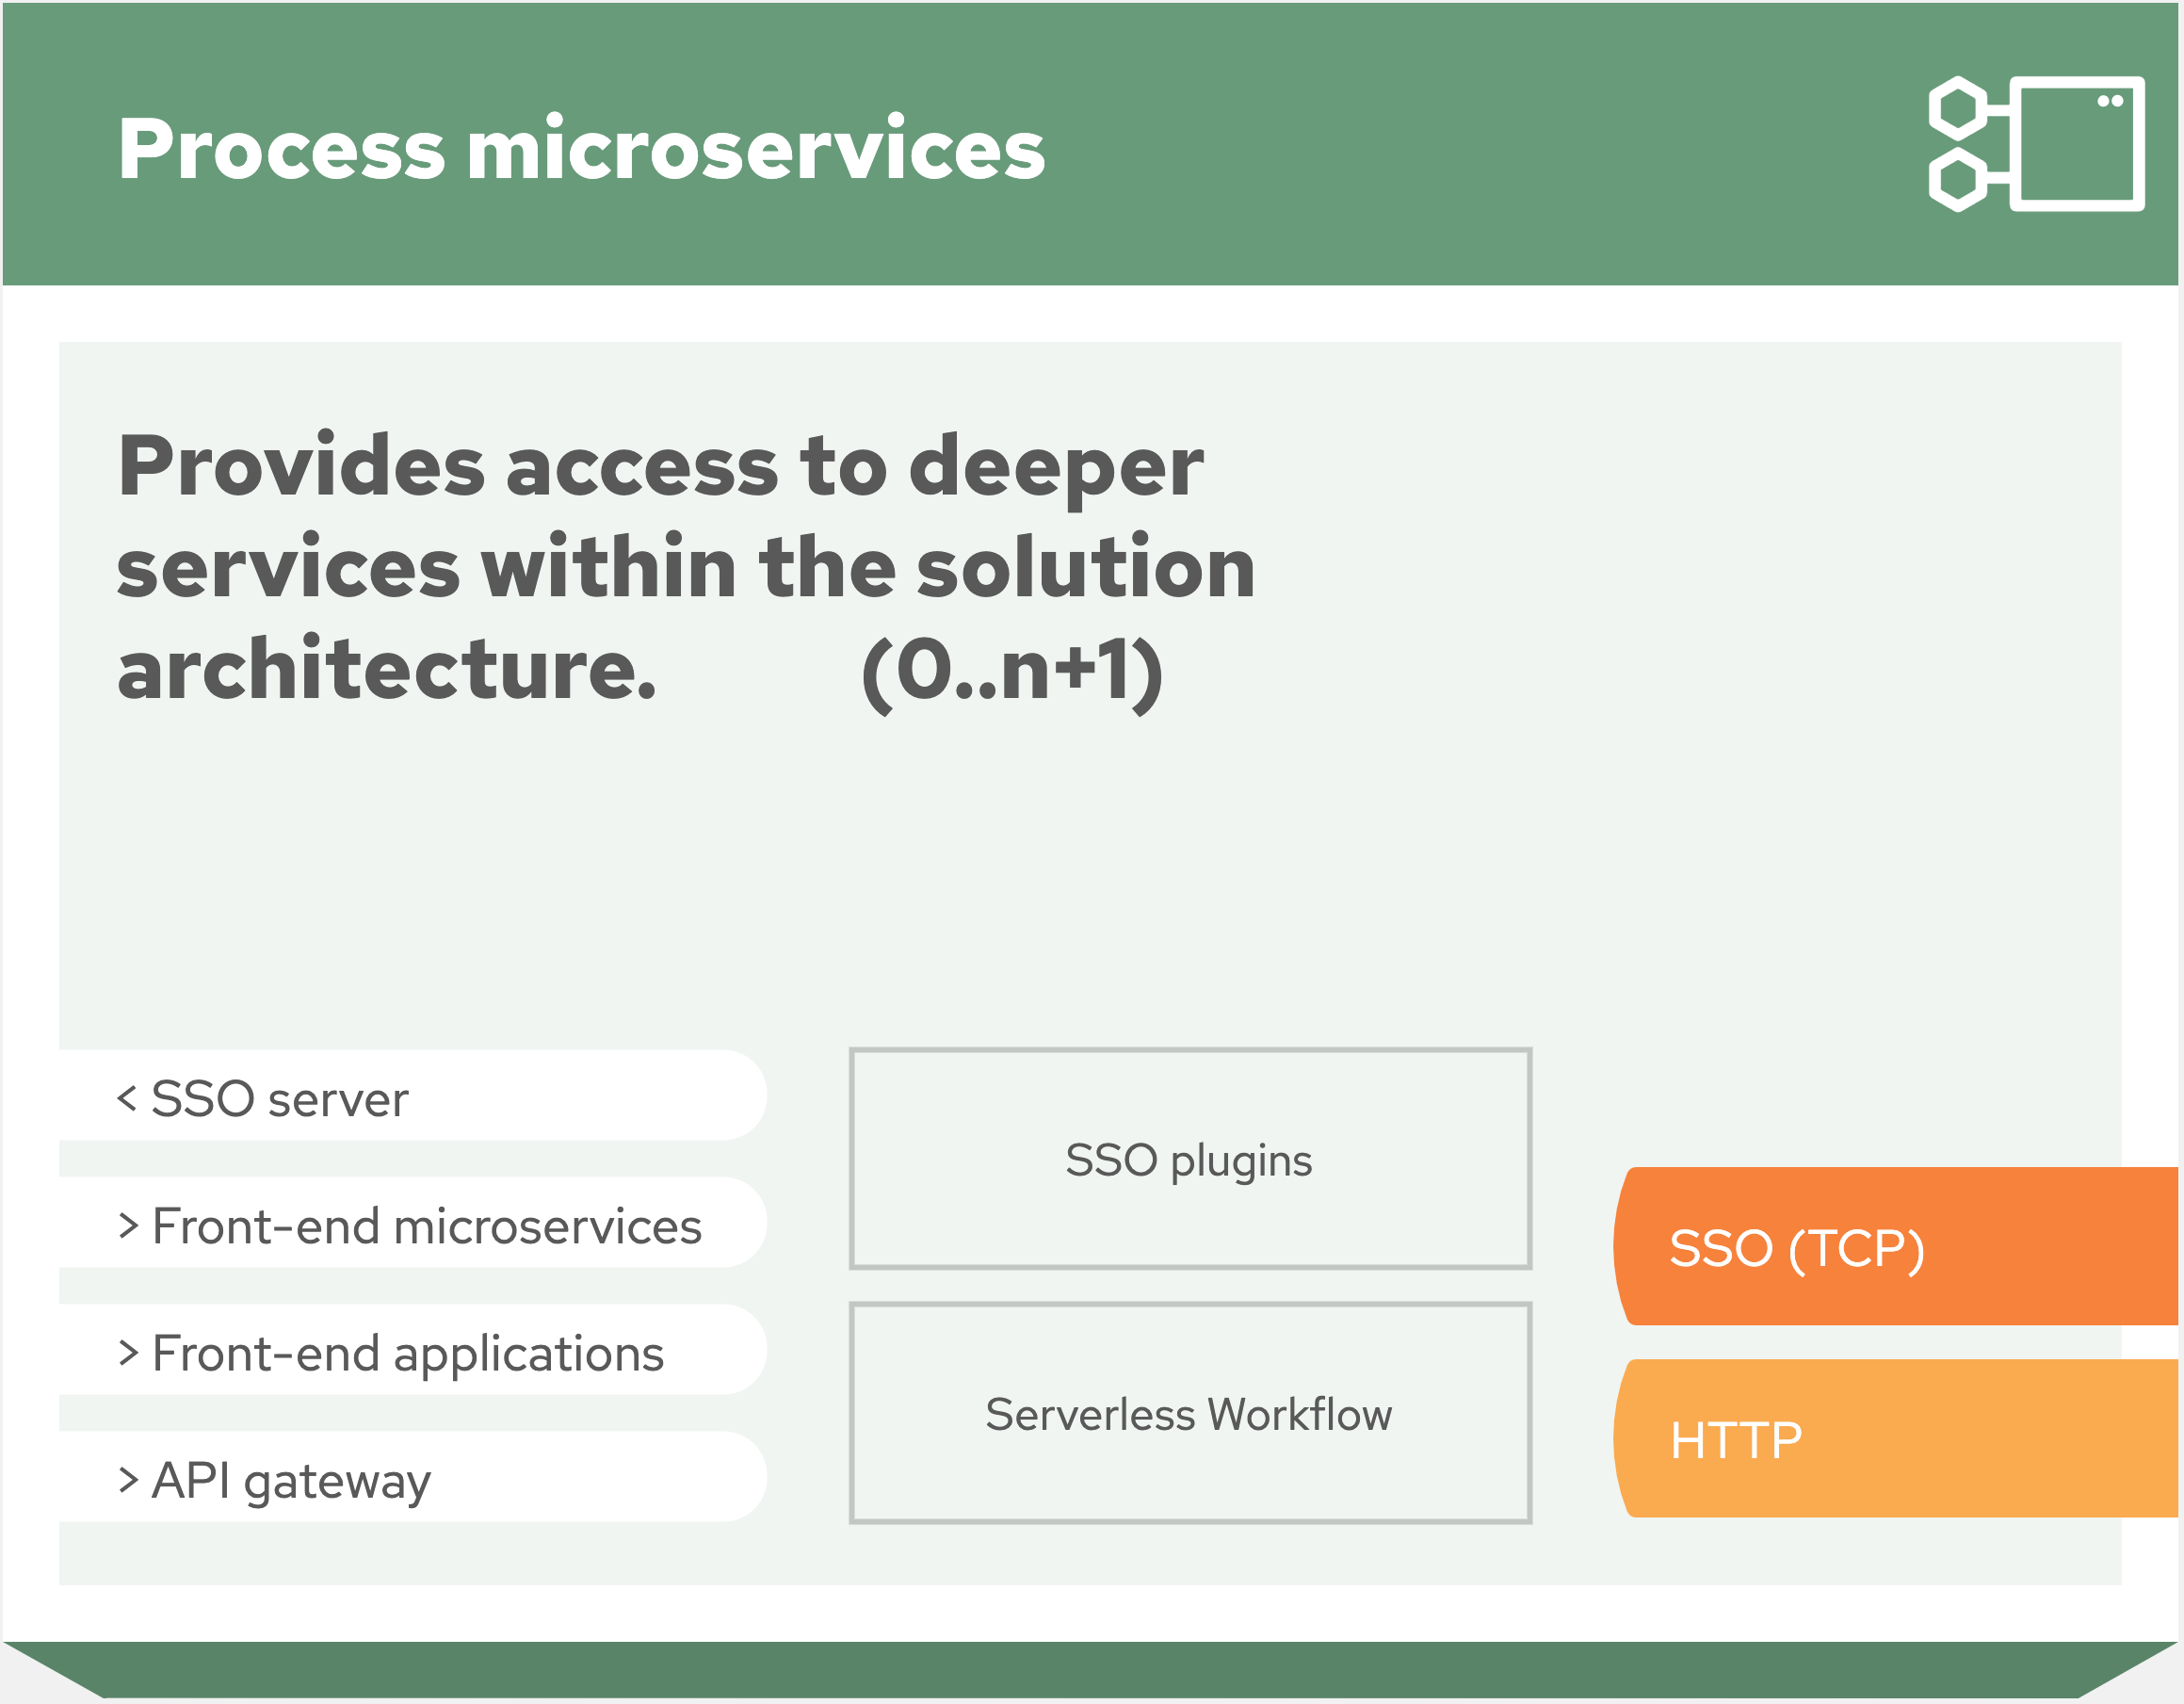 Process microservices
Provides access to deeper
services within the solution
architecture. (0..n+1)
< SSO server
> Front-end microservices
> Front-end applications
> API gateway
SSO plugins
Serverless Workflow
SSO (TCP)
HTTP